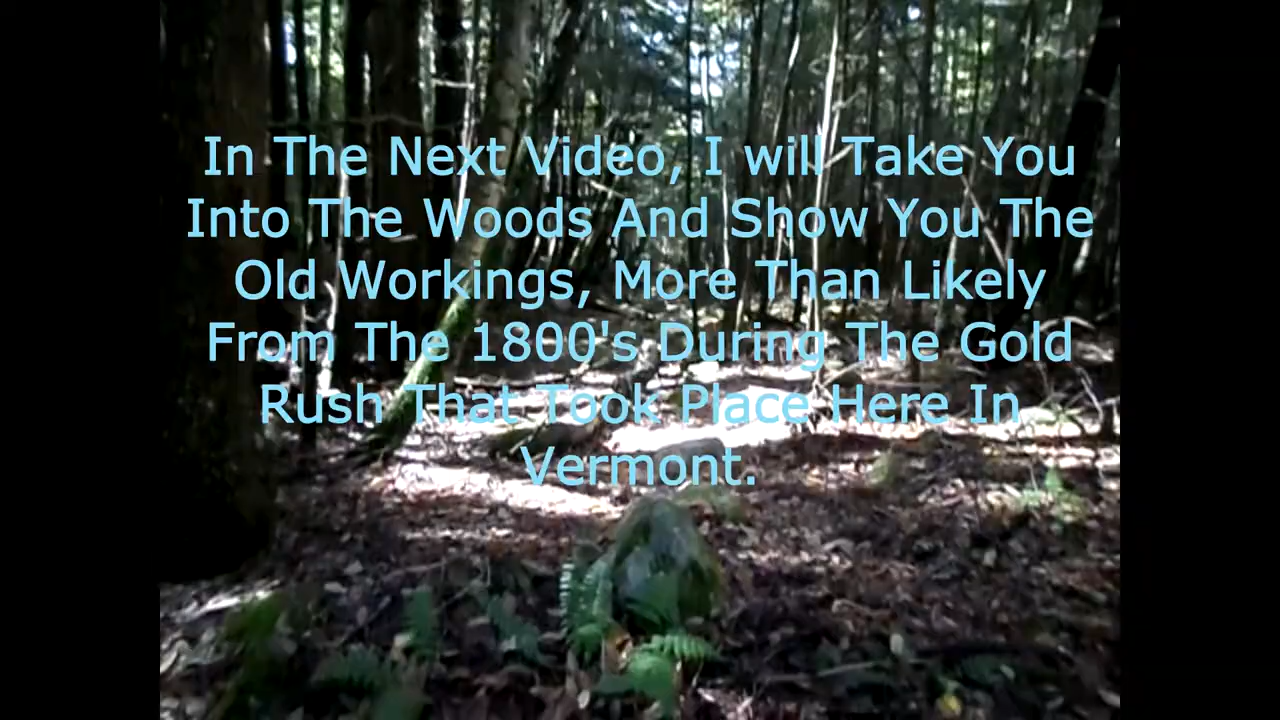 In The Next Video, I will Take You
Into The Woods And Show You The
Old Workings, More Than Likely
From The 1800's During The Gold
Rush That Took Place Here In
Vermont.